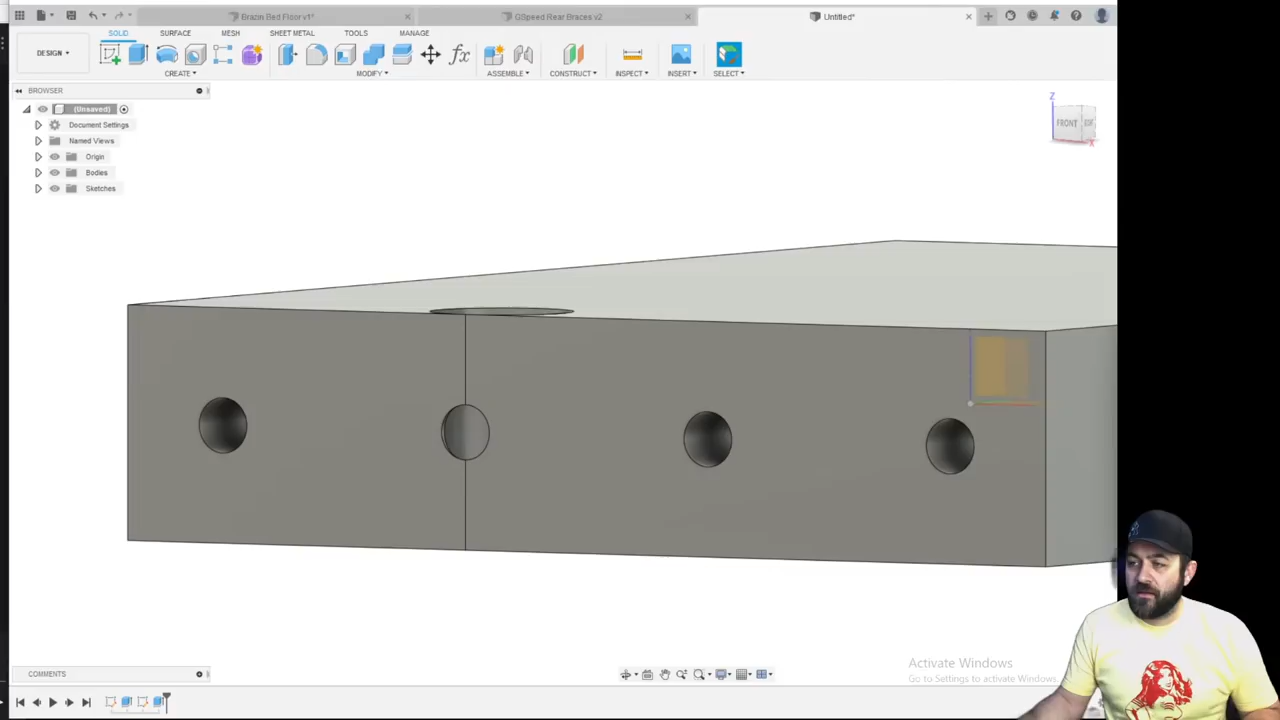 Brazin Bed Floor v1*
GSpeed Rear Braces v2
Untitled*
SOLID SURFACE MESH SHEET METAL TOOLS MANAGE
DESIGN
fx
CREATE MODIFY ASSEMBLE CONSTRUCT INSPECT INSERT SELECT
BROWSER
(Unsaved)
Document Settings
Named Views
Origin
Bodies
Sketches
Z
FRONT
X
Activate Windows
Go to Settings to activate Windows.
COMMENTS